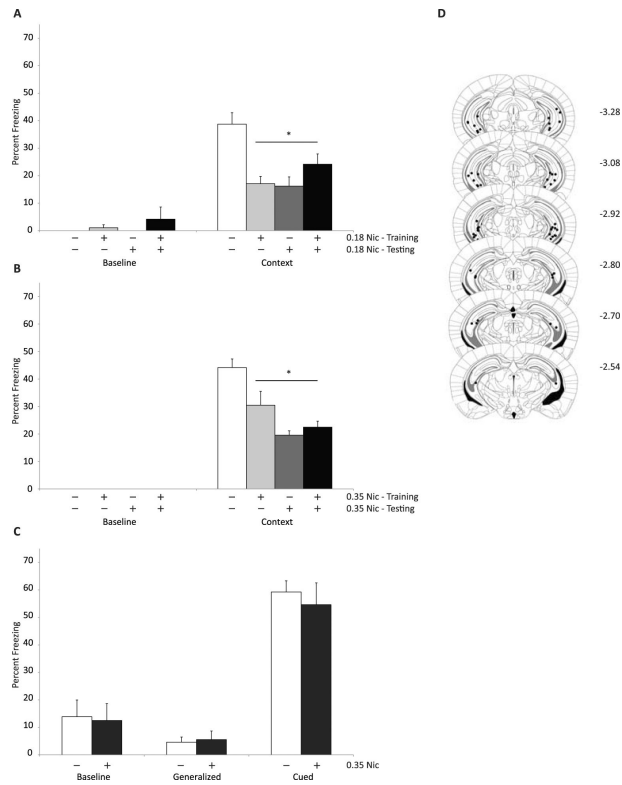 A
Percent Freezing
70
60
50
40
30
20
10
0
*
− + − + − + − + 0.18 Nic - Training
− − + + − − + + 0.18 Nic - Testing
Baseline Context
B
Percent Freezing
70
60
50
40
30
20
10
0
*
− + − + − + − + 0.35 Nic - Training
− − + + − − + + 0.35 Nic - Testing
Baseline Context
C
Percent Freezing
70
60
50
40
30
20
10
0
− + − + − + 0.35 Nic
Baseline Generalized Cued
D
-3.28
-3.08
-2.92
-2.80
-2.70
-2.54